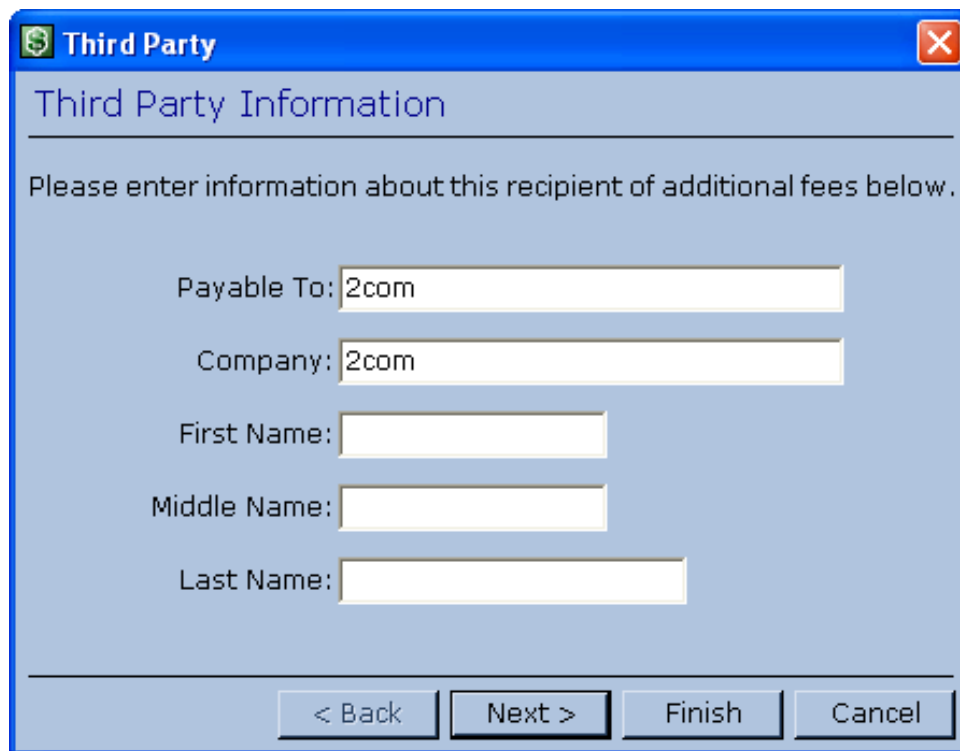 Third Party
Third Party Information
Please enter information about this recipient of additional fees below.
Payable To: 2com
Company: 2com
First Name:
Middle Name:
Last Name:
< Back Next > Finish Cancel